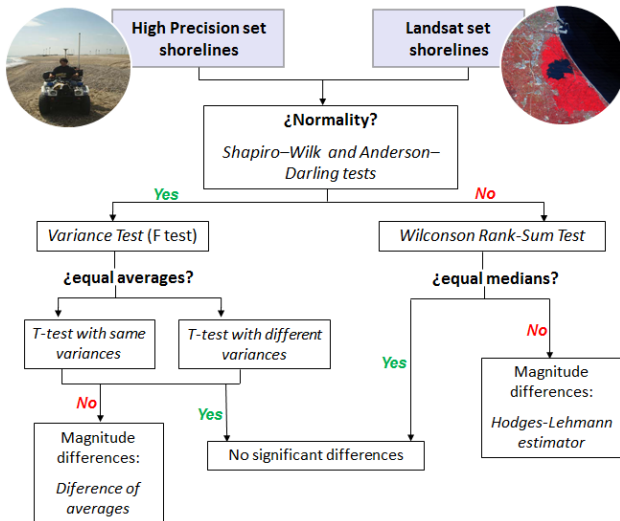 High Precision set
shorelines
Landsat set
shorelines
¿Normality?
Shapiro–Wilk and Anderson–
Darling tests
Yes
No
Variance Test (F test)
Wilconson Rank-Sum Test
¿equal averages?
¿equal medians?
T-test with same
variances
T-test with different
variances
No
Yes
Yes
No
Magnitude
differences:
Diference of
averages
No significant differences
Magnitude
differences:
Hodges-Lehmann
estimator